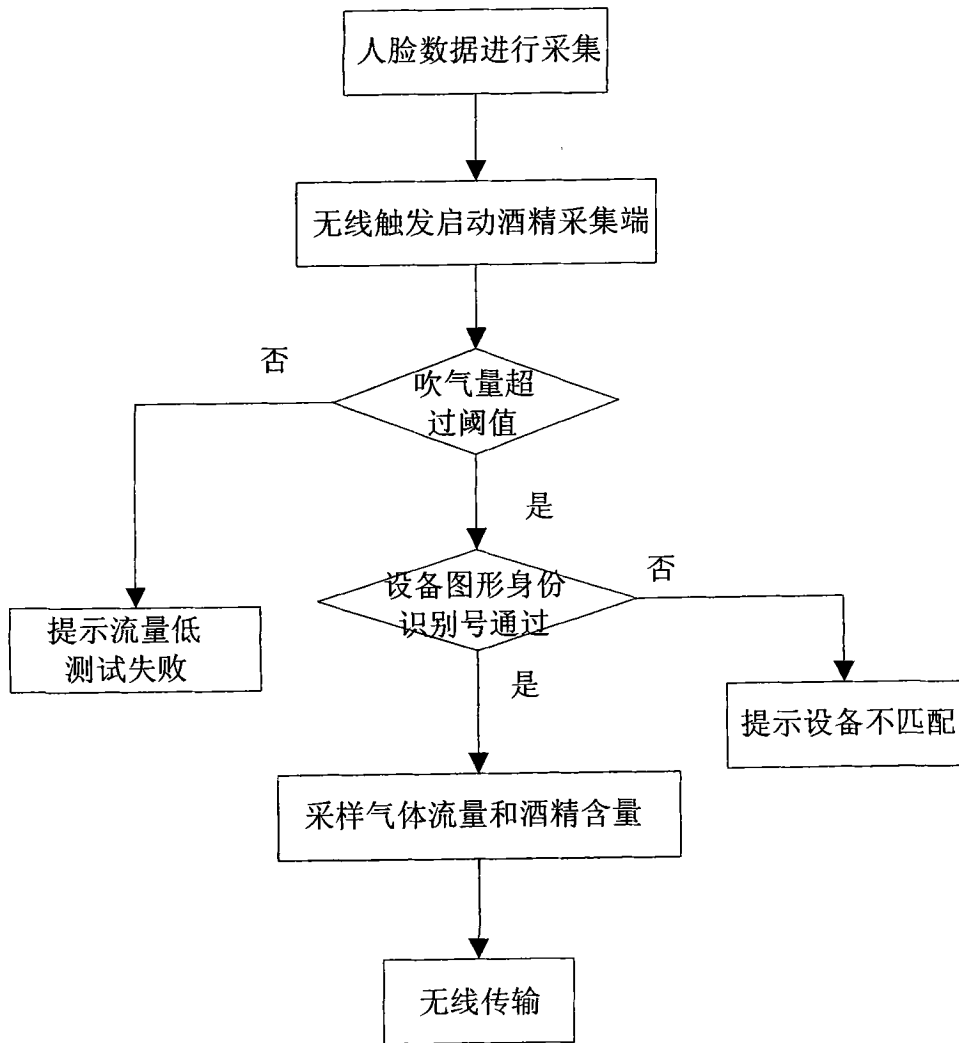 人脸数据进行采集
无线触发启动酒精采集端
否
吹气量超
过阈值
是
设备图形身份
识别号通过
否
提示流量低
测试失败
是
提示设备不匹配
采样气体流量和酒精含量
无线传输